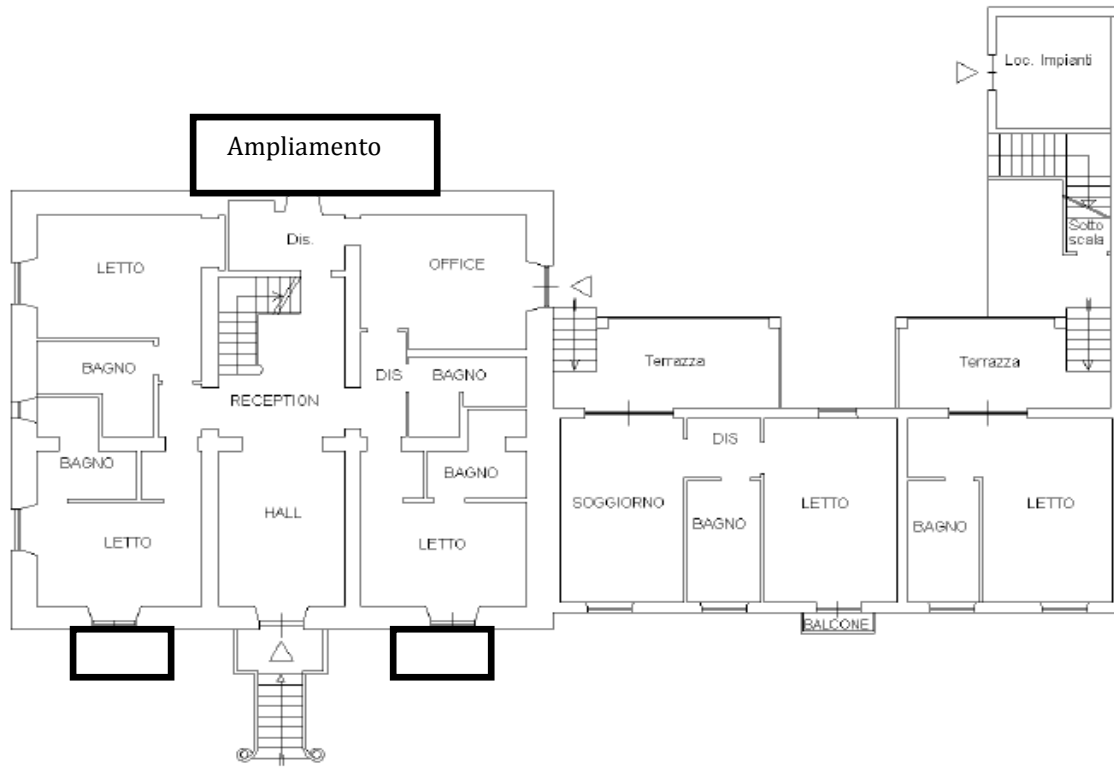 Loc. Impianti
Ampliamento
Dis.
LETTO
OFFICE
Sotto
scala
Terrazza
Terrazza
BAGNO
DIS
BAGNO
RECEPTION
DIS
BAGNO
BAGNO
HALL
SOGGIORNO
LETTO
LETTO
BAGNO
BAGNO
LETTO
LETTO
BALCONE